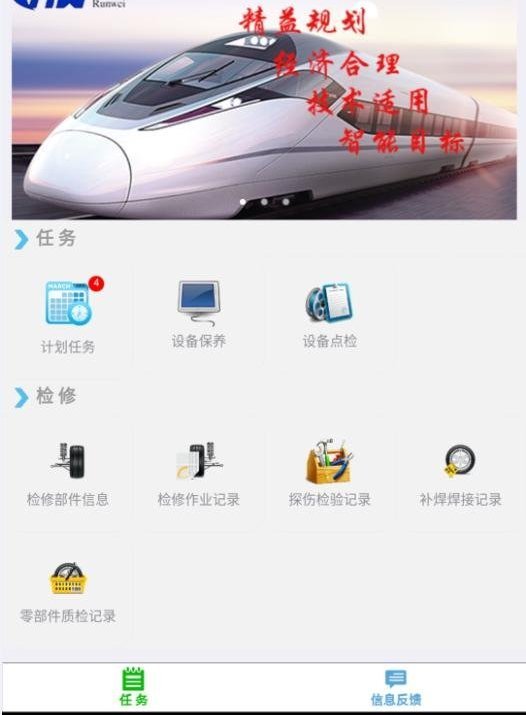 Runwei
精益规划
经济合理
技术适用
智能目标
任务
4
计划任务
设备保养
设备点检
检修
检修部件信息
检修作业记录
探伤检验记录
补焊焊接记录
零部件质检记录
任务
信息反馈